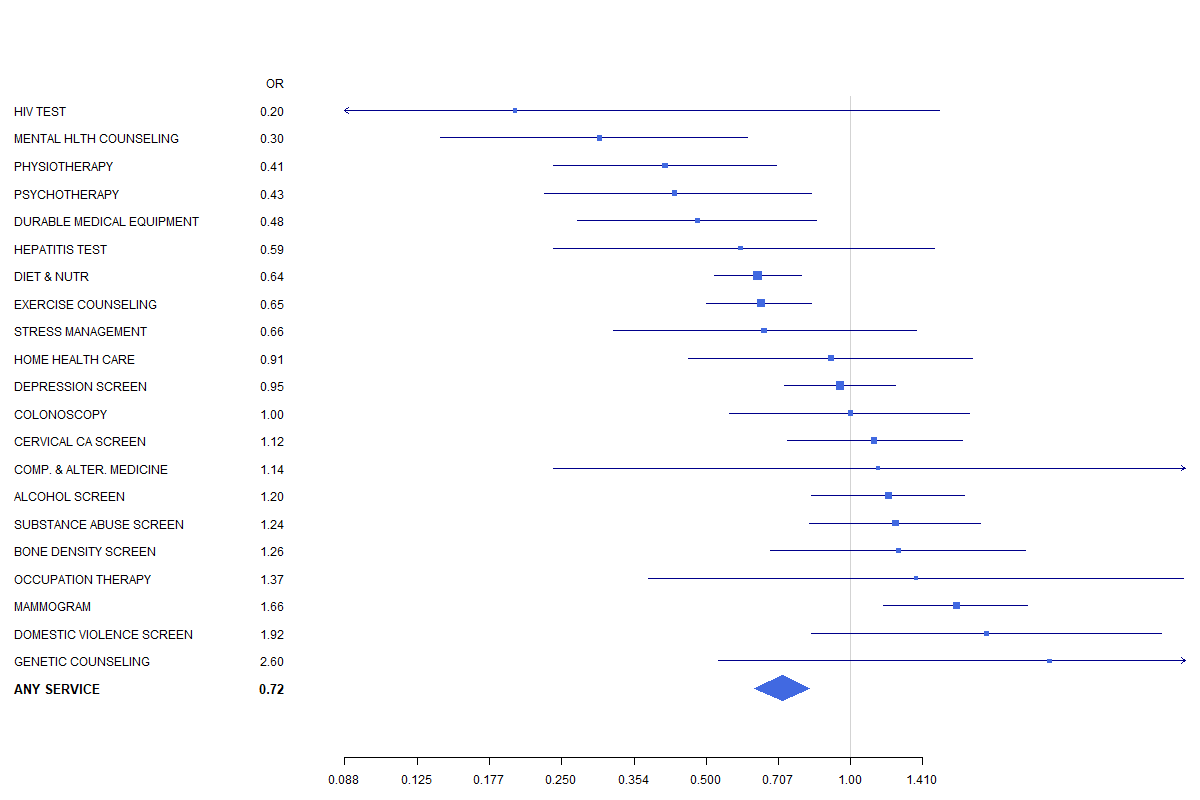 OR
HIV TEST 0.20
MENTAL HLTH COUNSELING 0.30
PHYSIOTHERAPY 0.41
PSYCHOTHERAPY 0.43
DURABLE MEDICAL EQUIPMENT 0.48
HEPATITIS TEST 0.59
DIET & NUTR 0.64
EXERCISE COUNSELING 0.65
STRESS MANAGEMENT 0.66
HOME HEALTH CARE 0.91
DEPRESSION SCREEN 0.95
COLONOSCOPY 1.00
CERVICAL CA SCREEN 1.12
COMP. & ALTER. MEDICINE 1.14
ALCOHOL SCREEN 1.20
SUBSTANCE ABUSE SCREEN 1.24
BONE DENSITY SCREEN 1.26
OCCUPATION THERAPY 1.37
MAMMOGRAM 1.66
DOMESTIC VIOLENCE SCREEN 1.92
GENETIC COUNSELING 2.60
ANY SERVICE 0.72
0.088 0.125 0.177 0.250 0.354 0.500 0.707 1.00 1.410